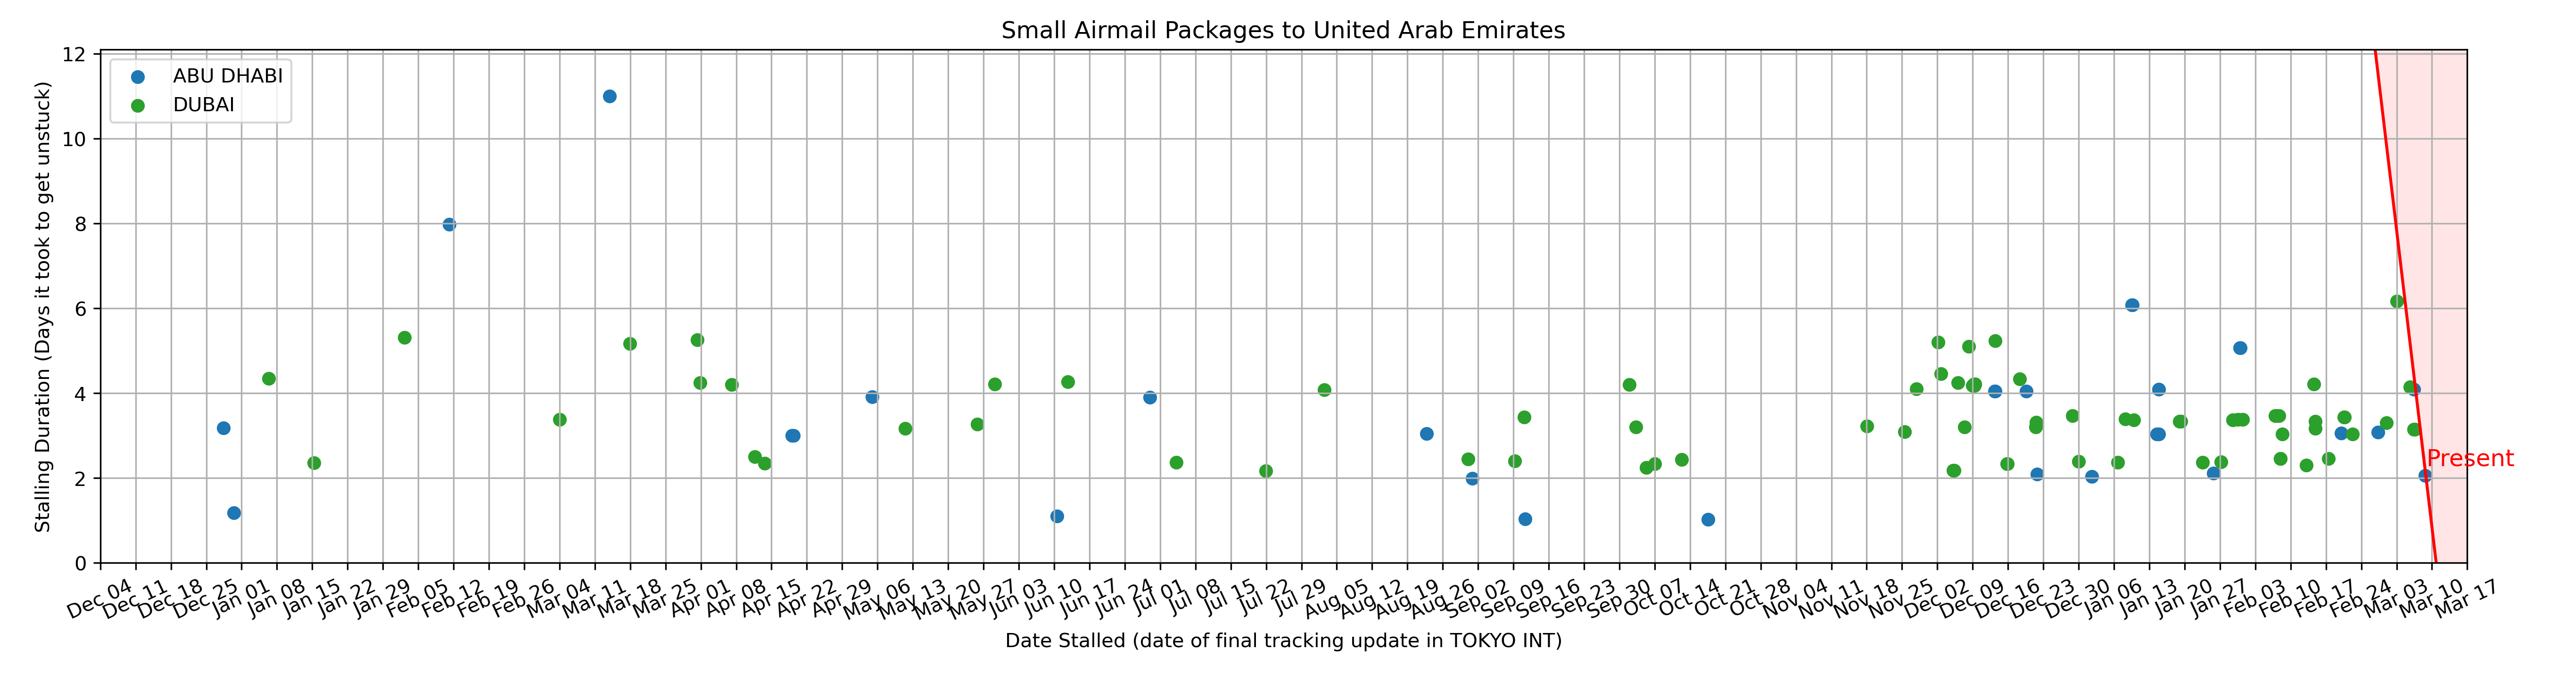 Small Airmail Packages to United Arab Emirates
12
10
8
6
4
2
0
Stalling Duration (Days it took to get unstuck)
ABU DHABI
DUBAI
Present
Dec 04
Dec 11
Dec 18
Dec 25
Jan 01
Jan 08
Jan 15
Jan 22
Jan 29
Feb 05
Feb 12
Feb 19
Feb 26
Mar 04
Mar 11
Mar 18
Mar 25
Apr 01
Apr 08
Apr 15
Apr 22
Apr 29
May 06
May 13
May 20
May 27
Jun 03
Jun 10
Jun 17
Jun 24
Jul 01
Jul 08
Jul 15
Jul 22
Jul 29
Aug 05
Aug 12
Aug 19
Aug 26
Sep 02
Sep 09
Sep 16
Sep 23
Sep 30
Oct 07
Oct 14
Oct 21
Oct 28
Nov 04
Nov 11
Nov 18
Nov 25
Dec 02
Dec 09
Dec 16
Dec 23
Dec 30
Jan 06
Jan 13
Jan 20
Jan 27
Feb 03
Feb 10
Feb 17
Feb 24
Mar 03
Mar 10
Mar 17
Date Stalled (date of final tracking update in TOKYO INT)